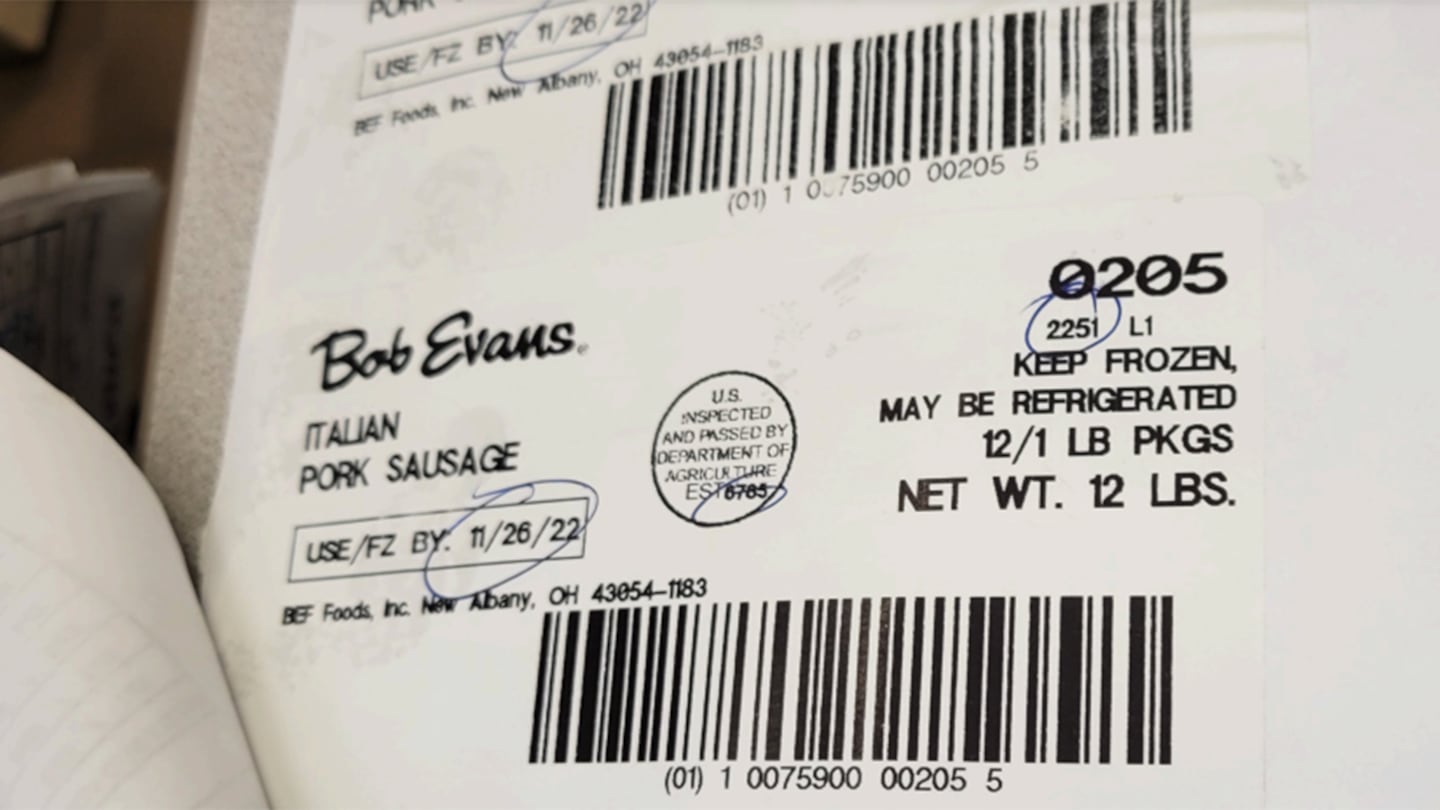 PORK
USE/FZ BY: 11/26/22
BEF Foods, Inc. New Albany, OH 43054-1183
(01) 1 0075900 00205 5
0205
2251 L1
KEEP FROZEN,
MAY BE REFRIGERATED
12/1 LB PKGS
NET WT. 12 LBS.
Bob Evans®
ITALIAN
PORK SAUSAGE
U.S.
INSPECTED
AND PASSED BY
DEPARTMENT OF
AGRICULTURE
EST 6785
USE/FZ BY: 11/26/22
BEF Foods, Inc. New Albany, OH 43054-1183
(01) 1 0075900 00205 5